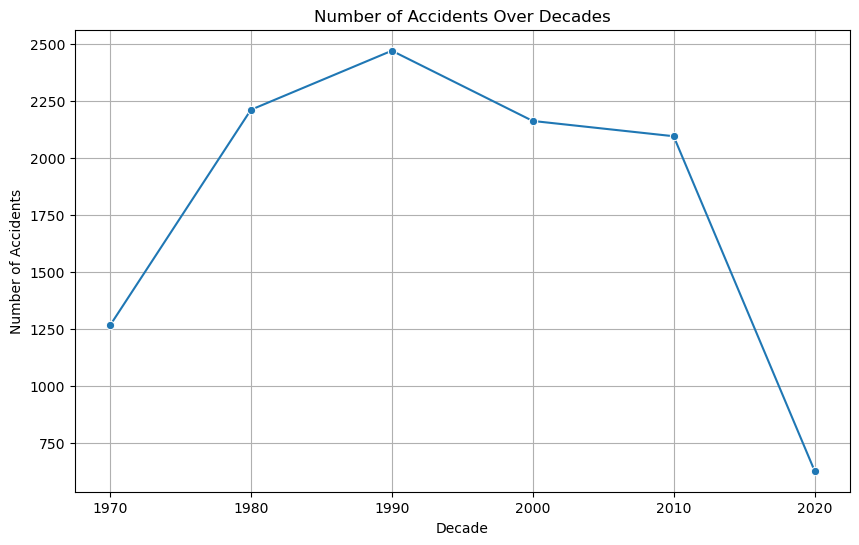 Number of Accidents Over Decades
2500
2250
2000
1750
1500
1250
1000
750
Number of Accidents
1970 1980 1990 2000 2010 2020
Decade